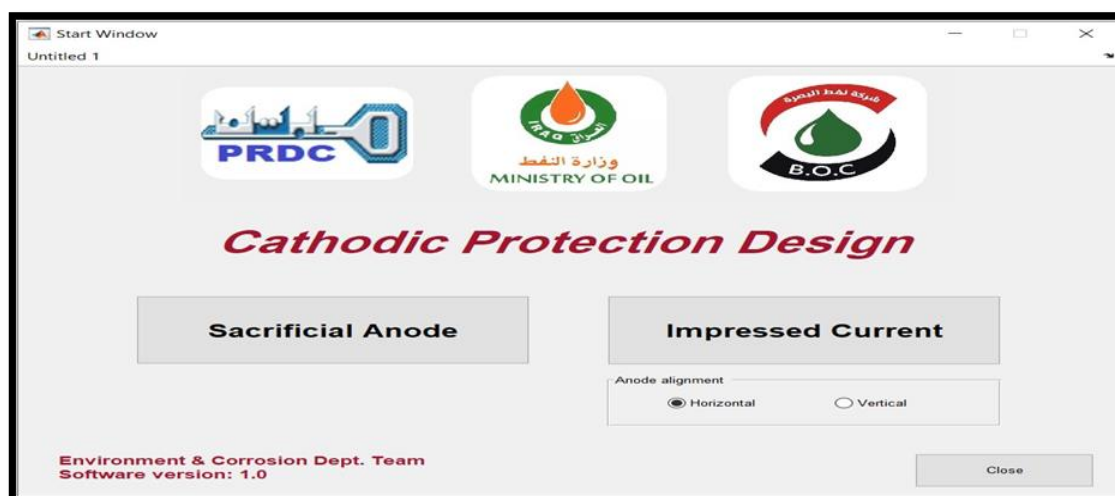 Start Window
Untitled 1
PRDC
IRAQ العراق
وزارة النفط
MINISTRY OF OIL
شركة نفط البصرة
B.O.C
Cathodic Protection Design
Sacrificial Anode
Impressed Current
Anode alignment
Horizontal
Vertical
Environment & Corrosion Dept. Team
Software version: 1.0
Close